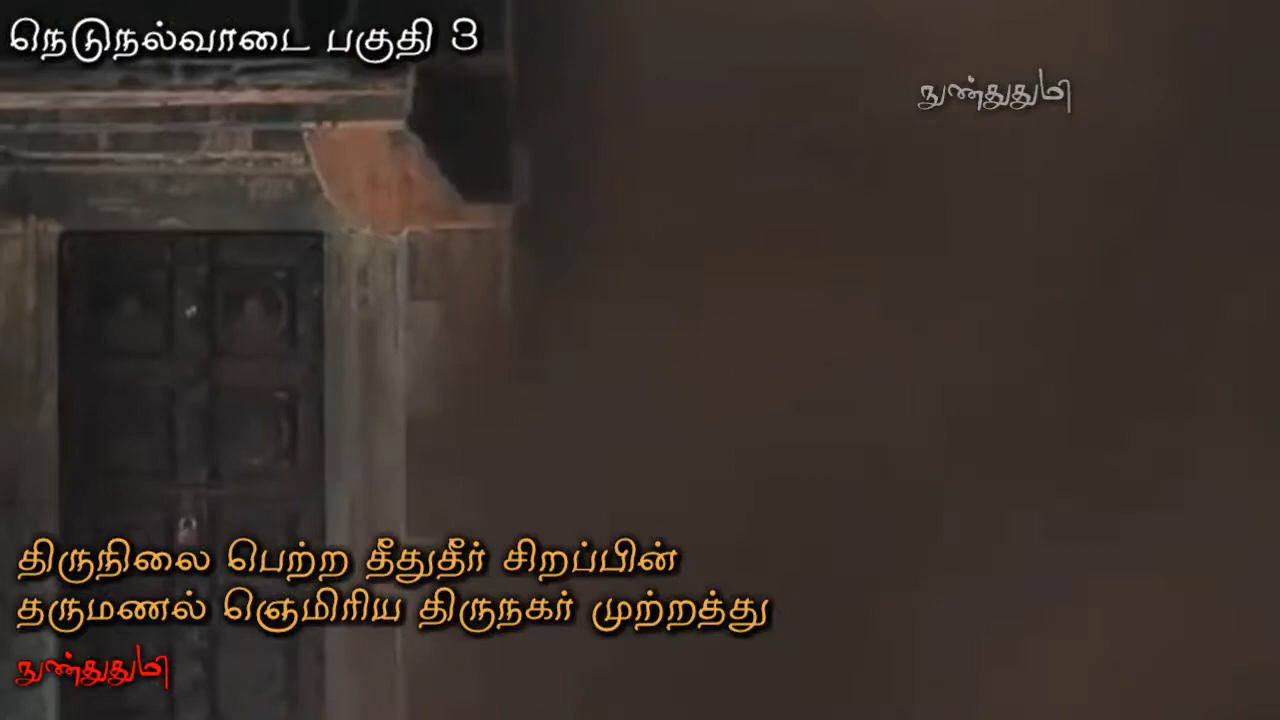 நெடுநல்வாடை பகுதி 3
நுண்துதுமி
திருநிலை பெற்ற தீதுதீர் சிறப்பின்
தருமணல் ஞெமிரிய திருநகர் முற்றத்து
நுண்துதுமி